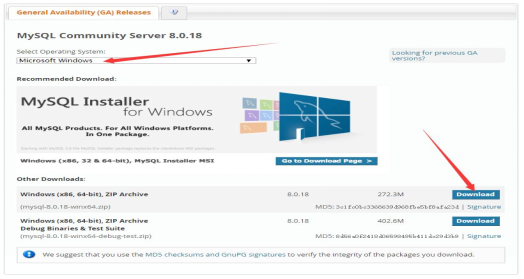 General Availability (GA) Releases
MySQL Community Server 8.0.18
Select Operating System:
Microsoft Windows
Looking for previous GA
versions?
Recommended Download:
MySQL Installer
for Windows
All MySQL Products. For All Windows Platforms.
In One Package.
Windows (x86, 32 & 64-bit), MySQL Installer MSI
Go to Download Page >
Other Downloads:
Windows (x86, 64-bit), ZIP Archive
8.0.18
272.3M
Download
(mysql-8.0.18-winx64.zip)
MD5: | Signature
Windows (x86, 64-bit), ZIP Archive
Debug Binaries & Test Suite
8.0.18
402.6M
Download
(mysql-8.0.18-winx64-debug-test.zip)
MD5: | Signature
We suggest that you use the MD5 checksums and GnuPG signatures to verify the integrity of the packages you download.